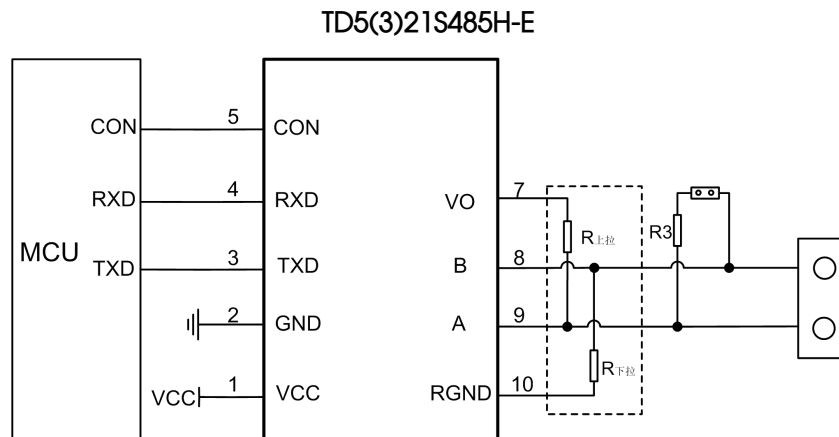 TD5(3)21S485H-E
MCU
CON
5
CON
RXD
4
RXD
TXD
3
TXD
2
GND
VCC
1
VCC
VO
7
B
8
A
9
RGND
10
R上拉
R下拉
R3